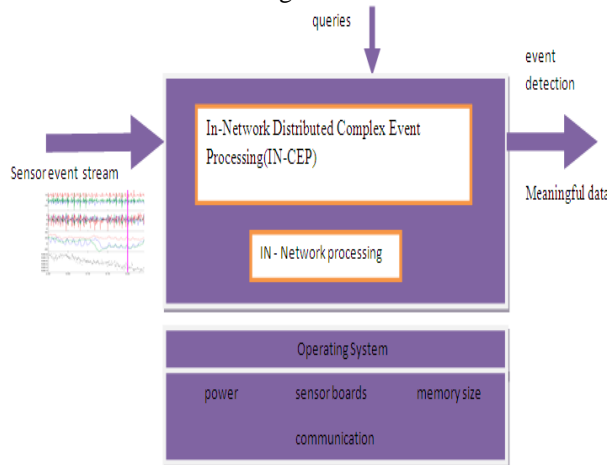 queries
event
detection
In-Network Distributed Complex Event
Processing(IN-CEP)
Sensor event stream
Meaningful data
IN - Network processing
Operating System
power sensor boards memory size
communication